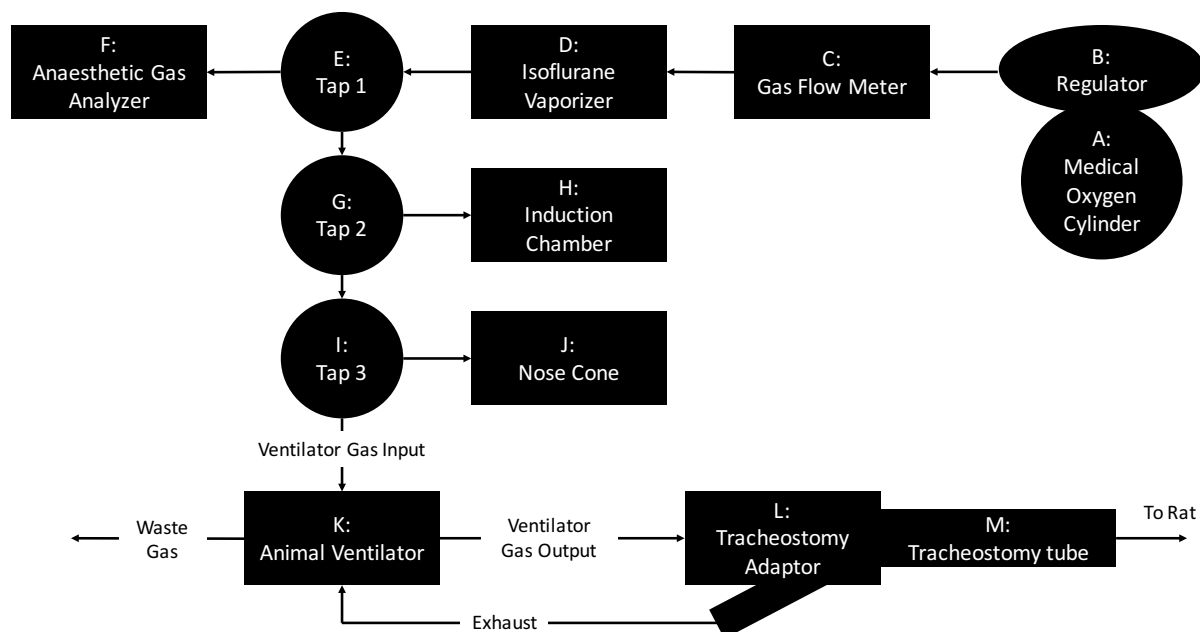 F:
Anaesthetic Gas
Analyzer
E:
Tap 1
D:
Isoflurane
Vaporizer
C:
Gas Flow Meter
B:
Regulator
A:
Medical
Oxygen
Cylinder
G:
Tap 2
H:
Induction
Chamber
I:
Tap 3
J:
Nose Cone
Ventilator Gas Input
Waste
Gas
K:
Animal Ventilator
Ventilator
Gas Output
L:
Tracheostomy
Adaptor
M:
Tracheostomy tube
To Rat
Exhaust